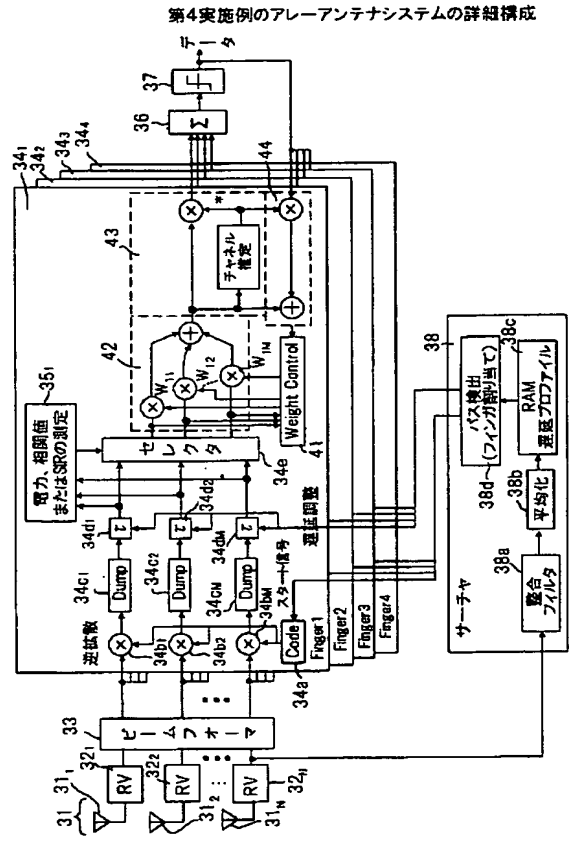 第4実施例のアレーアンテナシステムの詳細構成
データ
37
36
Σ
34₁
34₂
34₃
34₄
44
43
*
チャネル
推定
42
W₁₁
W₁₂
W₁M
Weight Control
41
35₁
電力、相関値
またはSIRの測定
セレクタ
34e
34d₁
34d₂
34dM
τ
τ
τ
遅延調整
34c₁
34c₂
34CM
Dump
Dump
Dump
スタート信号
逆拡散
34b₁
34b₂
34bM
Code
34a
Finger1
Finger2
Finger3
Finger4
33
ビームフォーマ
32₁
32₂
32N
RV
RV
RV
31
31₁
31₂
31N
38
サーチャ
38d
パス検出
(フィンガ割り当て)
38c
RAM
遅延プロファイル
38b
平均化
38a
整合
フィルタ